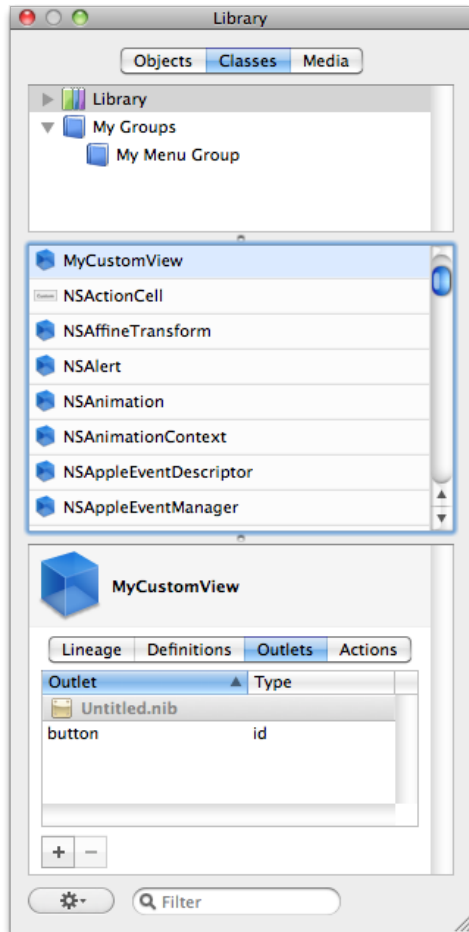 Library
Objects Classes Media
Library
My Groups
My Menu Group
MyCustomView
Custom NSActionCell
NSAffineTransform
NSAlert
NSAnimation
NSAnimationContext
NSAppleEventDescriptor
NSAppleEventManager
MyCustomView
Lineage Definitions Outlets Actions
Outlet Type
Untitled.nib
button id
Filter